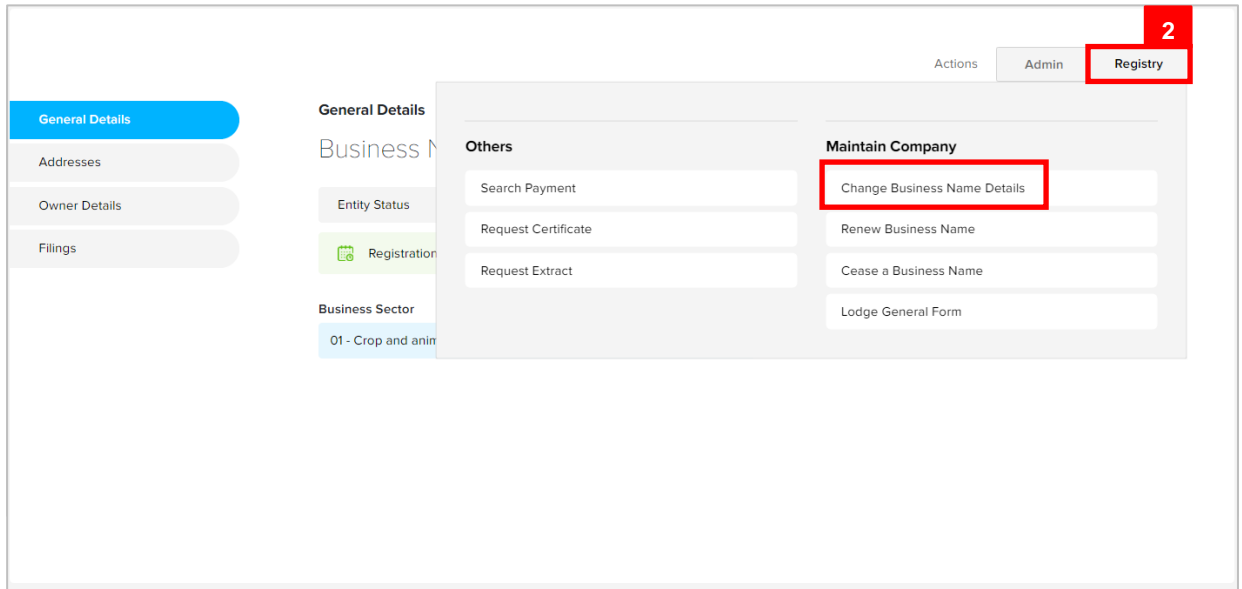 2
Actions
Admin
Registry
General Details
Addresses
Owner Details
Filings
General Details
Business
Entity Status
Registration
Business Sector
01 - Crop and anim
Others
Search Payment
Request Certificate
Request Extract
Maintain Company
Change Business Name Details
Renew Business Name
Cease a Business Name
Lodge General Form